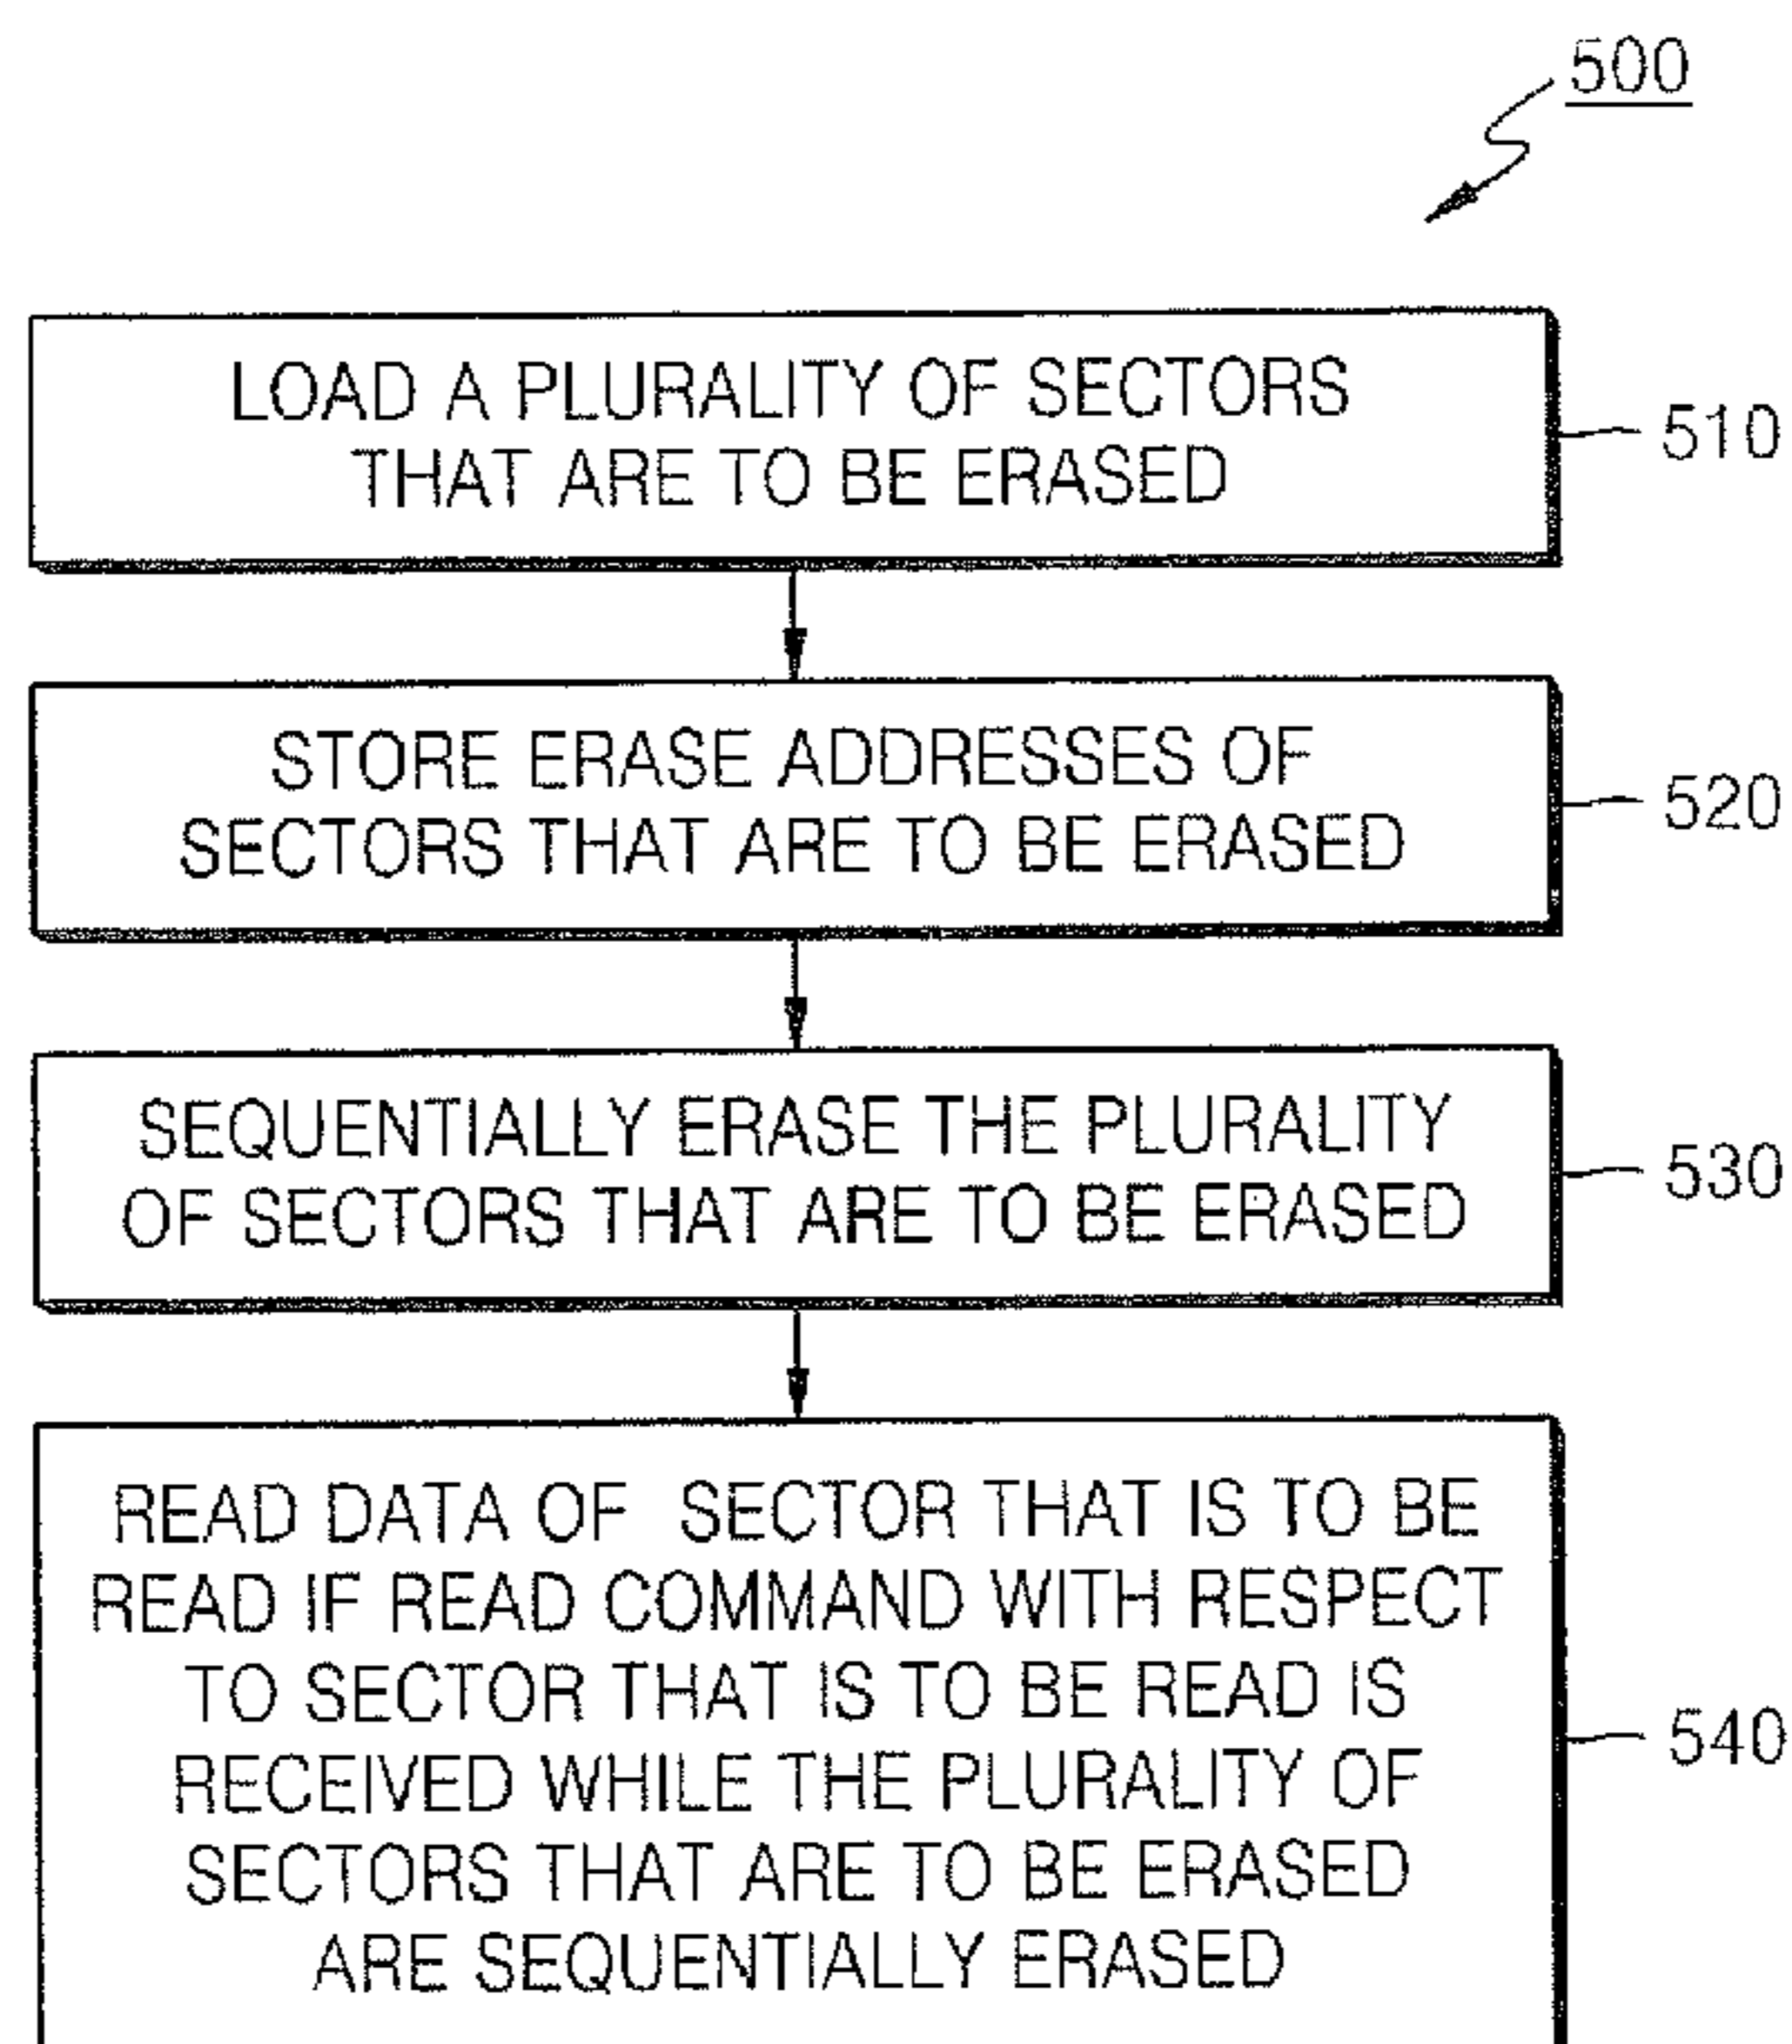 500
LOAD A PLURALITY OF SECTORS
THAT ARE TO BE ERASED
510
STORE ERASE ADDRESSES OF
SECTORS THAT ARE TO BE ERASED
520
SEQUENTIALLY ERASE THE PLURALITY
OF SECTORS THAT ARE TO BE ERASED
530
READ DATA OF SECTOR THAT IS TO BE
READ IF READ COMMAND WITH RESPECT
TO SECTOR THAT IS TO BE READ IS
RECEIVED WHILE THE PLURALITY OF
SECTORS THAT ARE TO BE ERASED
ARE SEQUENTIALLY ERASED
540